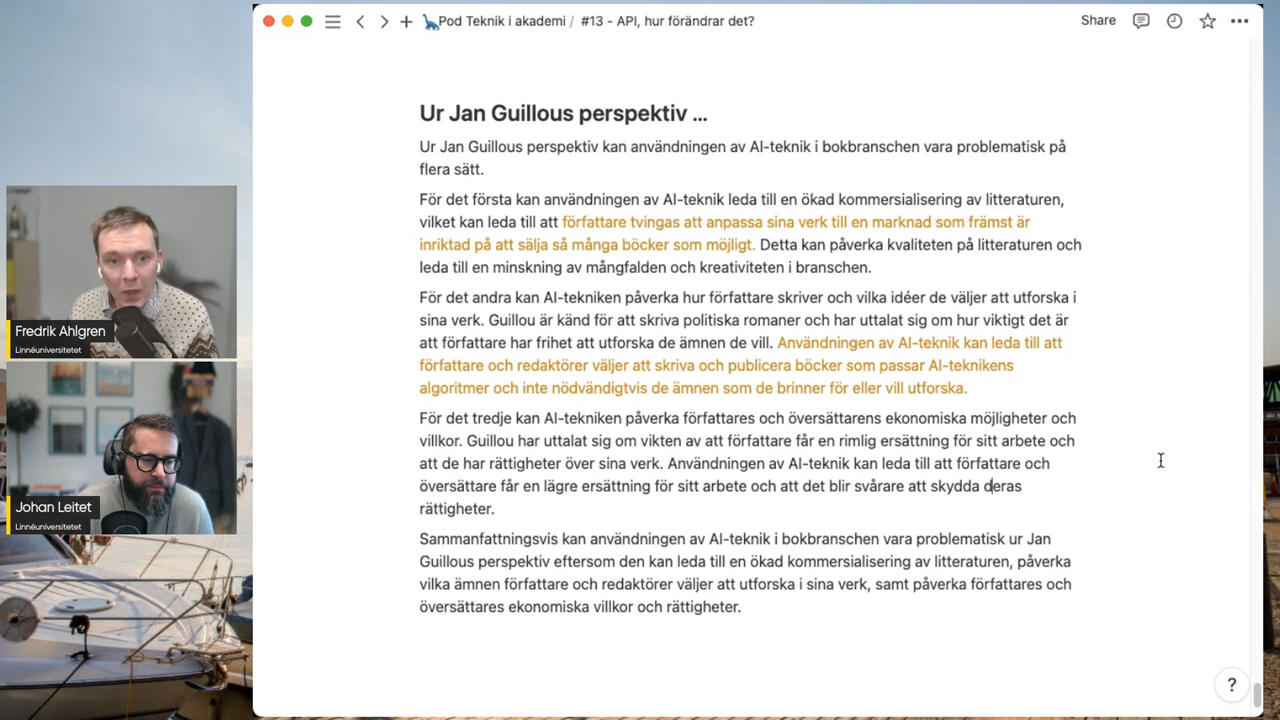 Pod Teknik i akademi / #13 - API, hur förändrar det?
Share
Ur Jan Guillous perspektiv ...
Ur Jan Guillous perspektiv kan användningen av AI-teknik i bokbranschen vara problematisk på
flera sätt.
För det första kan användningen av AI-teknik leda till en ökad kommersialisering av litteraturen,
vilket kan leda till att författare tvingas att anpassa sina verk till en marknad som främst är
inriktad på att sälja så många böcker som möjligt. Detta kan påverka kvaliteten på litteraturen och
leda till en minskning av mångfalden och kreativiteten i branschen.
För det andra kan AI-tekniken påverka hur författare skriver och vilka idéer de väljer att utforska i
sina verk. Guillou är känd för att skriva politiska romaner och har uttalat sig om hur viktigt det är
att författare har frihet att utforska de ämnen de vill. Användningen av AI-teknik kan leda till att
författare och redaktörer väljer att skriva och publicera böcker som passar AI-teknikens
algoritmer och inte nödvändigtvis de ämnen som de brinner för eller vill utforska.
För det tredje kan AI-tekniken påverka författares och översättarens ekonomiska möjligheter och
villkor. Guillou har uttalat sig om vikten av att författare får en rimlig ersättning för sitt arbete och
att de har rättigheter över sina verk. Användningen av AI-teknik kan leda till att författare och
översättare får en lägre ersättning för sitt arbete och att det blir svårare att skydda deras
rättigheter.
Sammanfattningsvis kan användningen av AI-teknik i bokbranschen vara problematisk ur Jan
Guillous perspektiv eftersom den kan leda till en ökad kommersialisering av litteraturen, påverka
vilka ämnen författare och redaktörer väljer att utforska i sina verk, samt påverka författares och
översättares ekonomiska villkor och rättigheter.
?
Fredrik Ahlgren
Linnéuniversitetet
Johan Leitet
Linnéuniversitetet